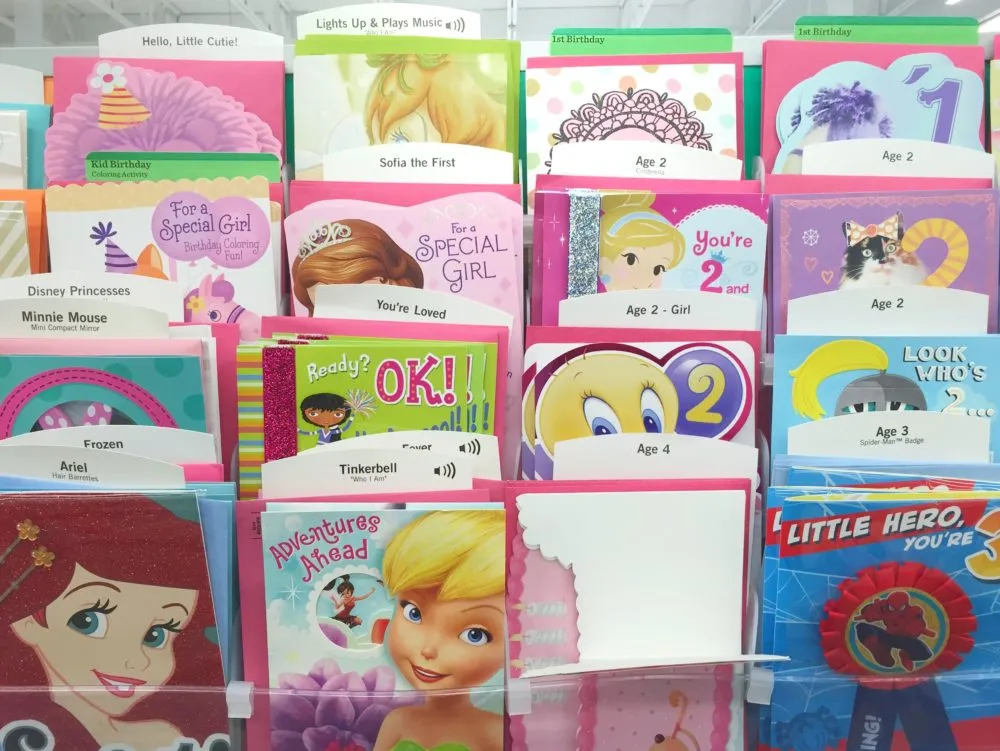 Hello, Little Cutie!
Lights Up & Plays Music
"Who I Am"
1st Birthday
1st Birthday
'1
Kid Birthday
Coloring Activity
Sofia the First
Age 2
Cinderella
Age 2
For a
Special Girl
Birthday Coloring
Fun!
For a
SPECIAL
GIRL
You're
2 and
2
Disney Princesses
Minnie Mouse
Mini Compact Mirror
You're Loved
Age 2 - Girl
Age 2
Ready?
OK!
2
LOOK
WHO'S
2...
Frozen
Ariel
Hair Barrettes
Fever
Tinkerbell
"Who I Am"
Age 4
Age 3
Spider-Man™ Badge
Adventures
Ahead
LITTLE HERO,
YOU'RE 3
ING!